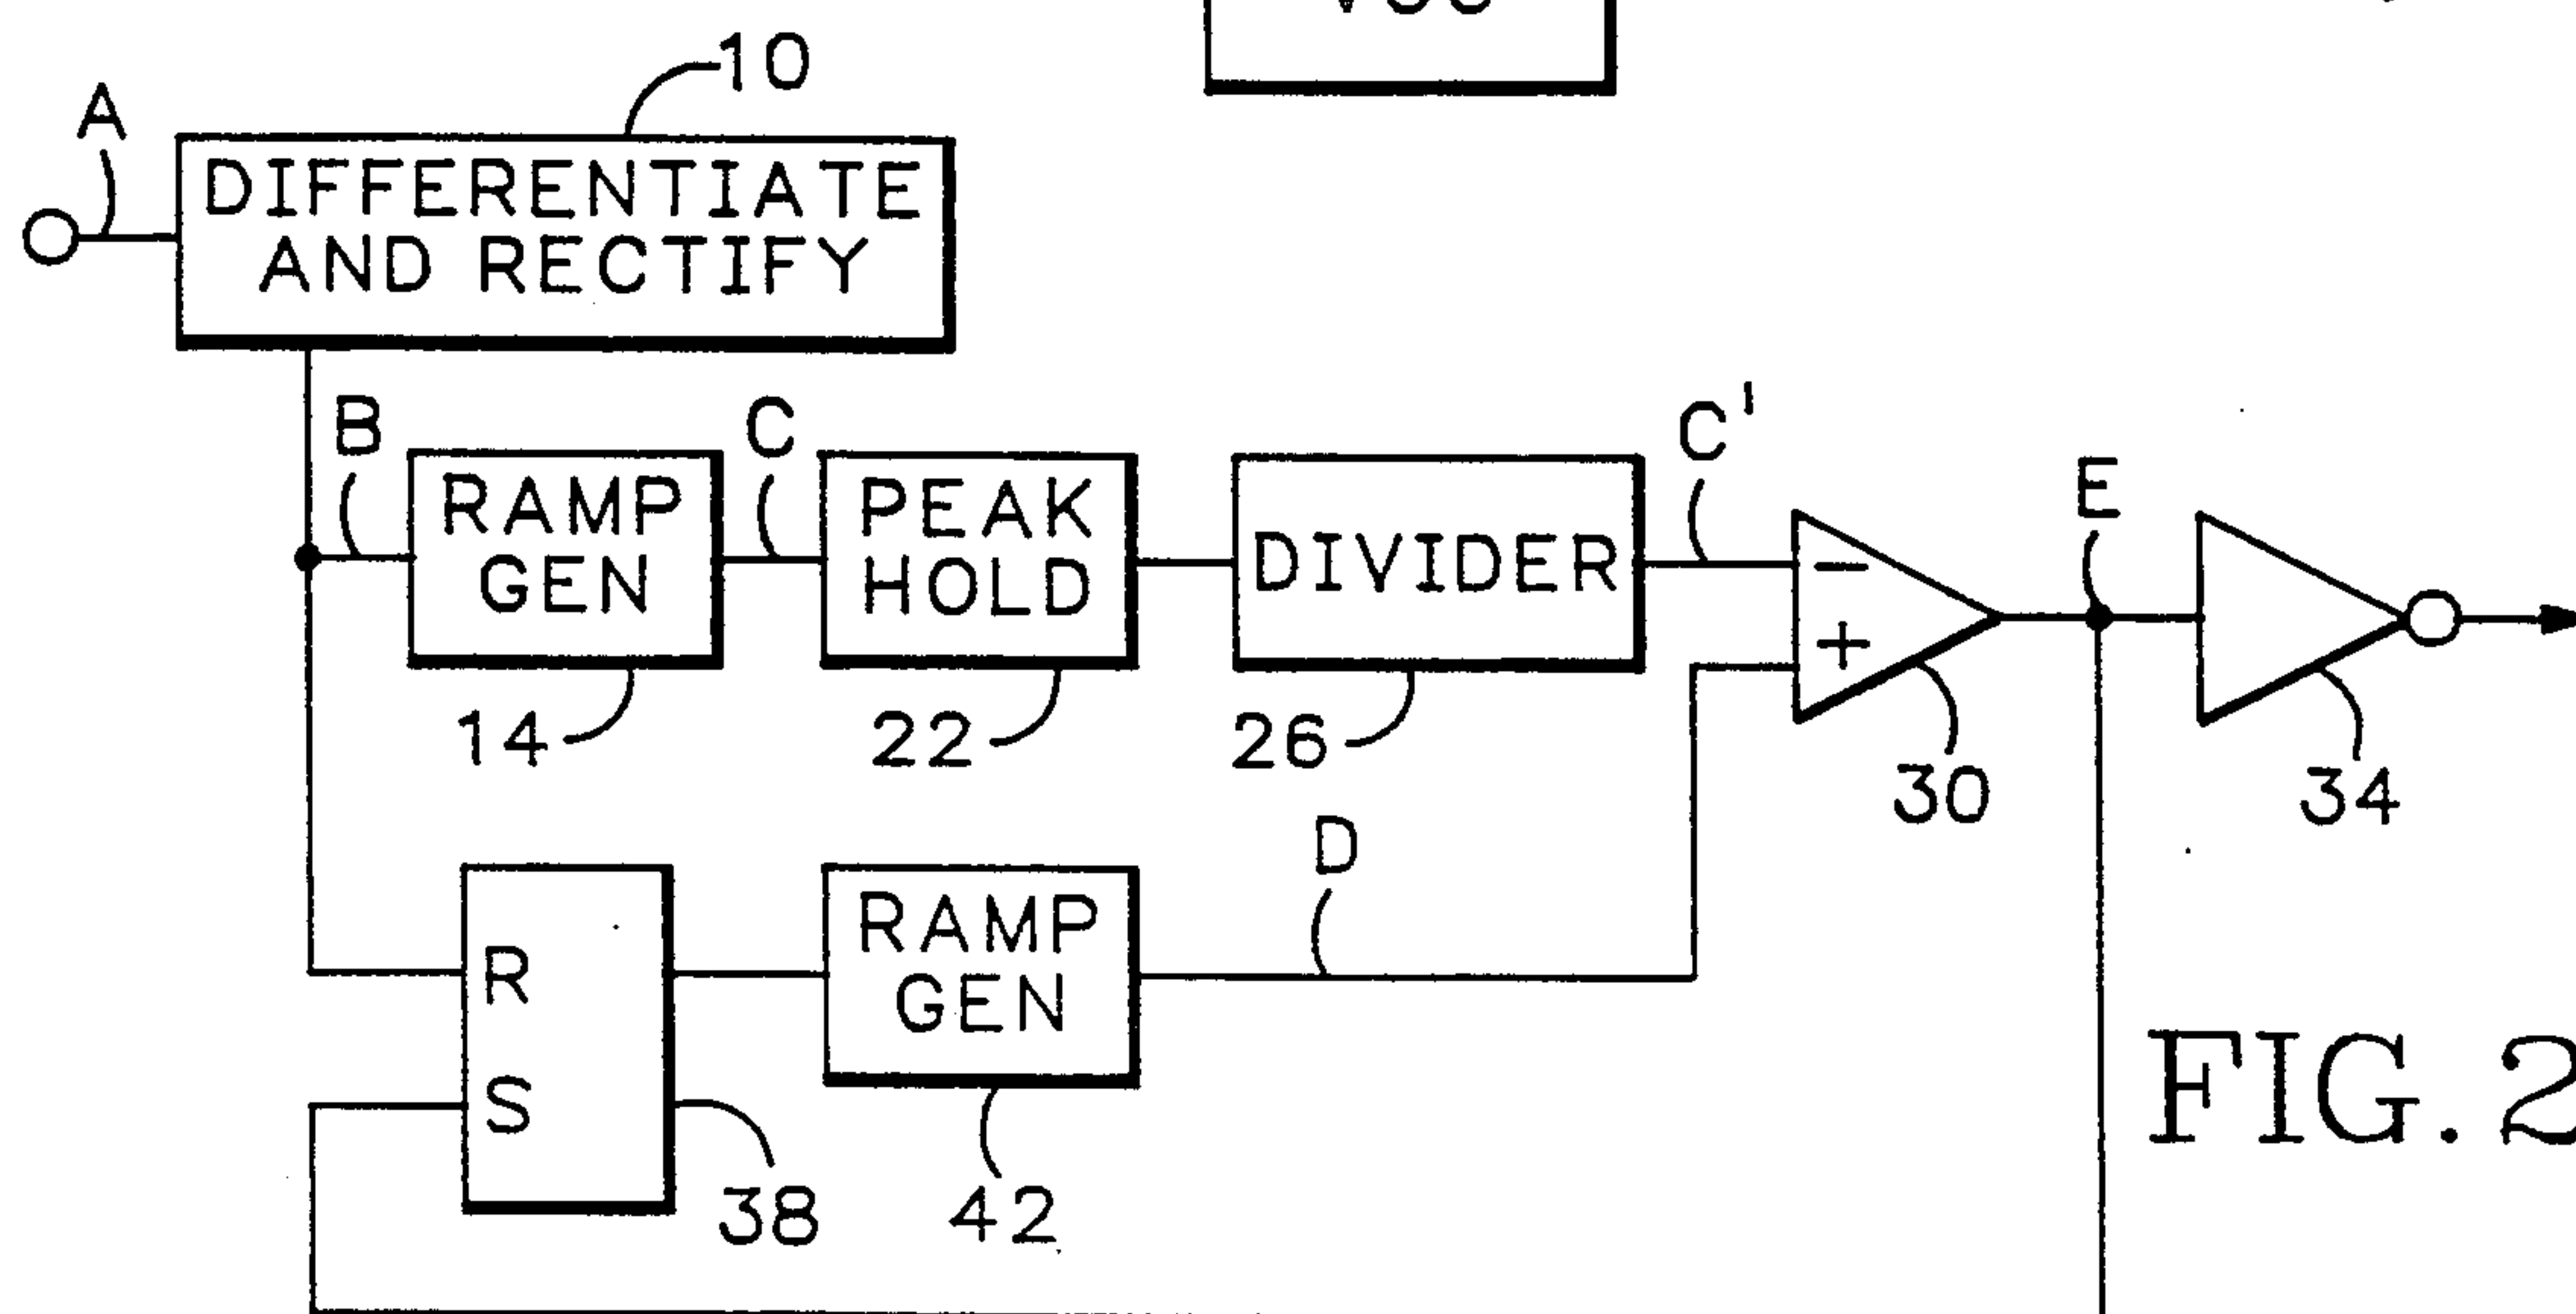 10
A
DIFFERENTIATE
AND RECTIFY
B
C
C'
E
RAMP
GEN
PEAK
HOLD
DIVIDER
−
+
14
22
26
30
34
D
R
S
RAMP
GEN
38
42
FIG. 2